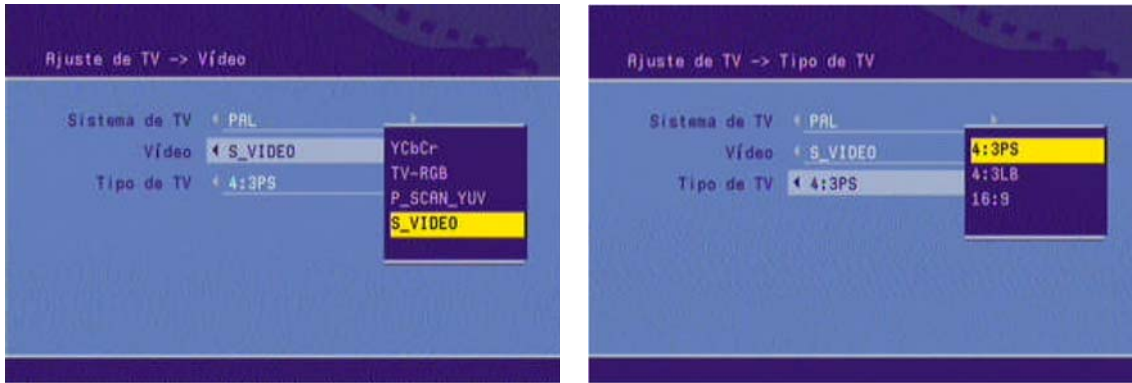 Ajuste de TV -> Vídeo
Sistema de TV PAL
Vídeo S_VIDEO
Tipo de TV 4:3PS
YCbCr
TV-RGB
P_SCAN_YUV
S_VIDEO
Ajuste de TV -> Tipo de TV
Sistema de TV PAL
Vídeo S_VIDEO
Tipo de TV 4:3PS
4:3PS
4:3LB
16:9